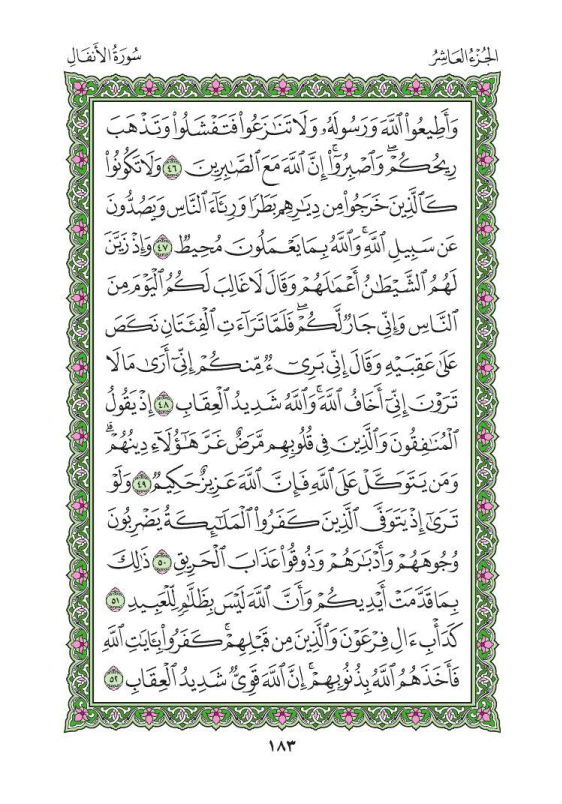 الجُزْءُ العَاشِرُ
سُورَةُ الأَنفَالِ
وَأَطِيعُوا۟ ٱللَّهَ وَرَسُولَهُۥ وَلَا تَنَـٰزَعُوا۟ فَتَفْشَلُوا۟ وَتَذْهَبَ
رِيحُكُمْ ۖ وَٱصْبِرُوٓا۟ ۚ إِنَّ ٱللَّهَ مَعَ ٱلصَّـٰبِرِينَ ٤٦ وَلَا تَكُونُوا۟
كَٱلَّذِينَ خَرَجُوا۟ مِن دِيَـٰرِهِم بَطَرًا وَرِئَآءَ ٱلنَّاسِ وَيَصُدُّونَ
عَن سَبِيلِ ٱللَّهِ ۚ وَٱللَّهُ بِمَا يَعْمَلُونَ مُحِيطٌ ٤٧ وَإِذْ زَيَّنَ
لَهُمُ ٱلشَّيْطَـٰنُ أَعْمَـٰلَهُمْ وَقَالَ لَا غَالِبَ لَكُمُ ٱلْيَوْمَ مِنَ
ٱلنَّاسِ وَإِنِّى جَارٌ لَّكُمْ ۖ فَلَمَّا تَرَآءَتِ ٱلْفِئَتَانِ نَكَصَ
عَلَىٰ عَقِبَيْهِ وَقَالَ إِنِّى بَرِىٓءٌ مِّنكُمْ إِنِّىٓ أَرَىٰ مَا لَا
تَرَوْنَ إِنِّىٓ أَخَافُ ٱللَّهَ ۚ وَٱللَّهُ شَدِيدُ ٱلْعِقَابِ ٤٨ إِذْ يَقُولُ
ٱلْمُنَـٰفِقُونَ وَٱلَّذِينَ فِى قُلُوبِهِم مَّرَضٌ غَرَّ هَـٰٓؤُلَآءِ دِينُهُمْ ۗ
وَمَن يَتَوَكَّلْ عَلَى ٱللَّهِ فَإِنَّ ٱللَّهَ عَزِيزٌ حَكِيمٌ ٤٩ وَلَوْ
تَرَىٰٓ إِذْ يَتَوَفَّى ٱلَّذِينَ كَفَرُوا۟ ۙ ٱلْمَلَـٰٓئِكَةُ يَضْرِبُونَ
وُجُوهَهُمْ وَأَدْبَـٰرَهُمْ وَذُوقُوا۟ عَذَابَ ٱلْحَرِيقِ ٥٠ ذَٰلِكَ
بِمَا قَدَّمَتْ أَيْدِيكُمْ وَأَنَّ ٱللَّهَ لَيْسَ بِظَلَّـٰمٍ لِّلْعَبِيدِ ٥١
كَدَأْبِ ءَالِ فِرْعَوْنَ ۙ وَٱلَّذِينَ مِن قَبْلِهِمْ ۚ كَفَرُوا۟ بِـَٔايَـٰتِ ٱللَّهِ
فَأَخَذَهُمُ ٱللَّهُ بِذُنُوبِهِمْ ۗ إِنَّ ٱللَّهَ قَوِىٌّ شَدِيدُ ٱلْعِقَابِ ٥٢
١٨٣